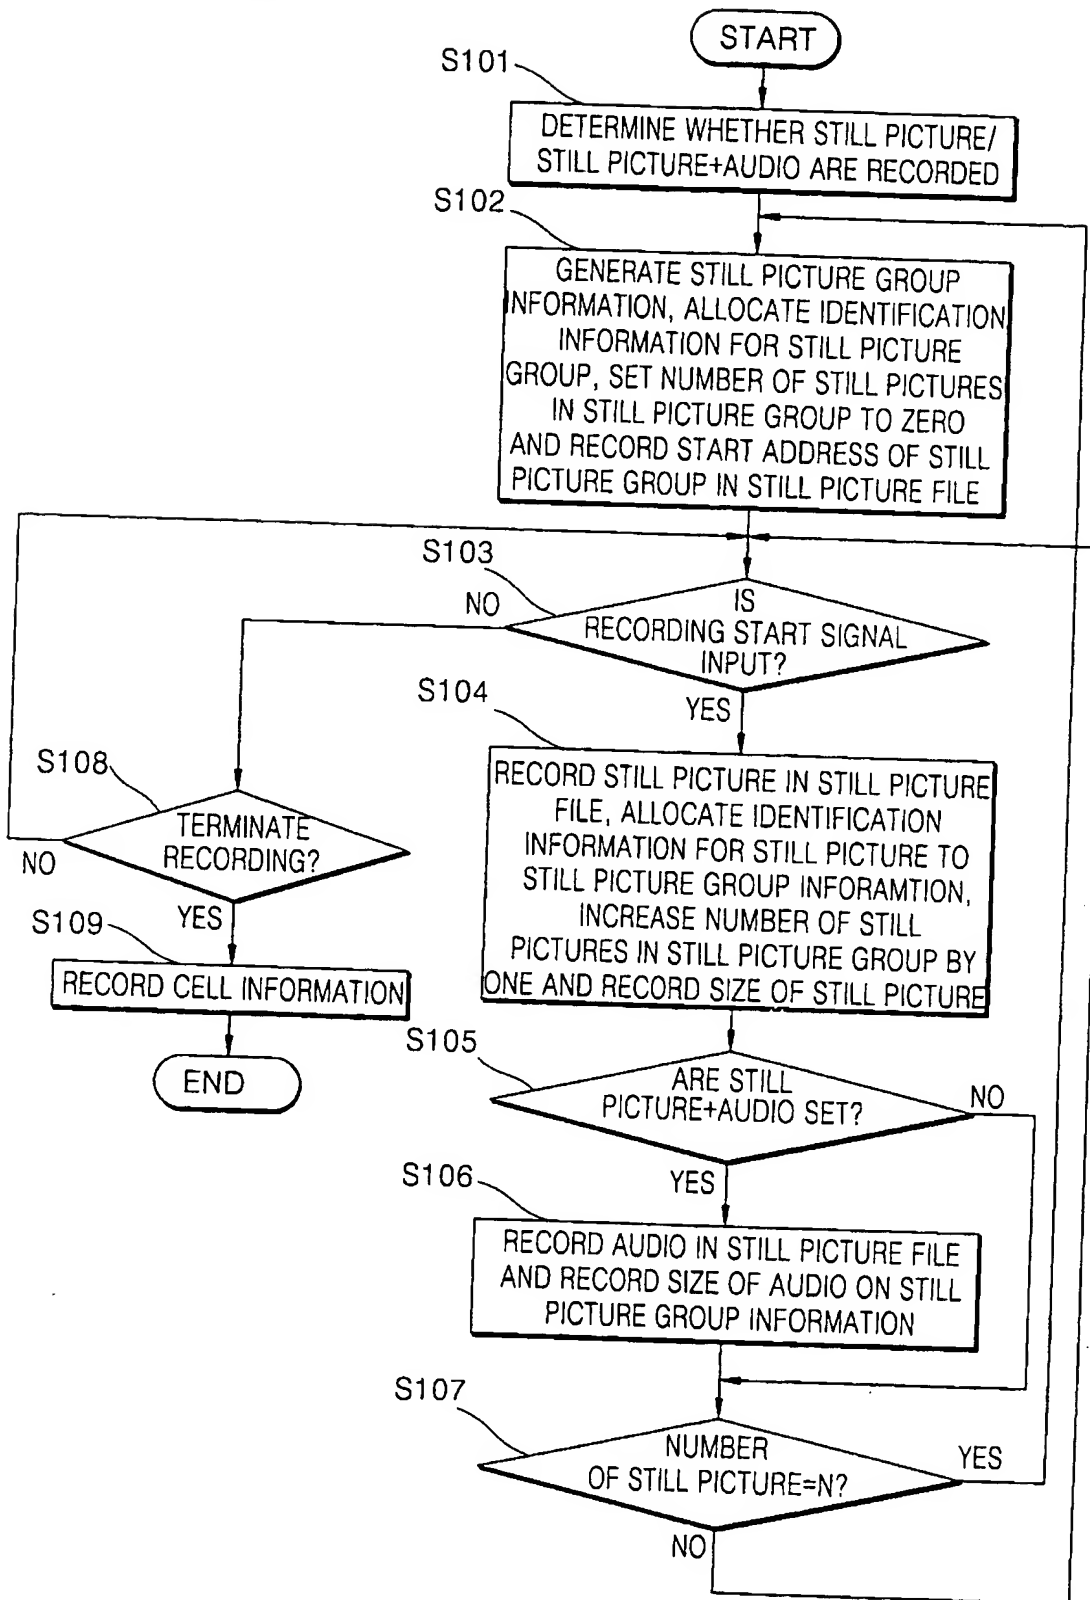 START
S101
DETERMINE WHETHER STILL PICTURE/
STILL PICTURE+AUDIO ARE RECORDED
S102
GENERATE STILL PICTURE GROUP
INFORMATION, ALLOCATE IDENTIFICATION
INFORMATION FOR STILL PICTURE
GROUP, SET NUMBER OF STILL PICTURES
IN STILL PICTURE GROUP TO ZERO
AND RECORD START ADDRESS OF STILL
PICTURE GROUP IN STILL PICTURE FILE
S103
NO
IS
RECORDING START SIGNAL
INPUT?
YES
S104
RECORD STILL PICTURE IN STILL PICTURE
FILE, ALLOCATE IDENTIFICATION
INFORMATION FOR STILL PICTURE TO
STILL PICTURE GROUP INFORAMTION,
INCREASE NUMBER OF STILL
PICTURES IN STILL PICTURE GROUP BY
ONE AND RECORD SIZE OF STILL PICTURE
S108
TERMINATE
RECORDING?
NO
YES
S109
RECORD CELL INFORMATION
END
S105
ARE STILL
PICTURE+AUDIO SET?
NO
YES
S106
RECORD AUDIO IN STILL PICTURE FILE
AND RECORD SIZE OF AUDIO ON STILL
PICTURE GROUP INFORMATION
S107
NUMBER
OF STILL PICTURE=N?
YES
NO